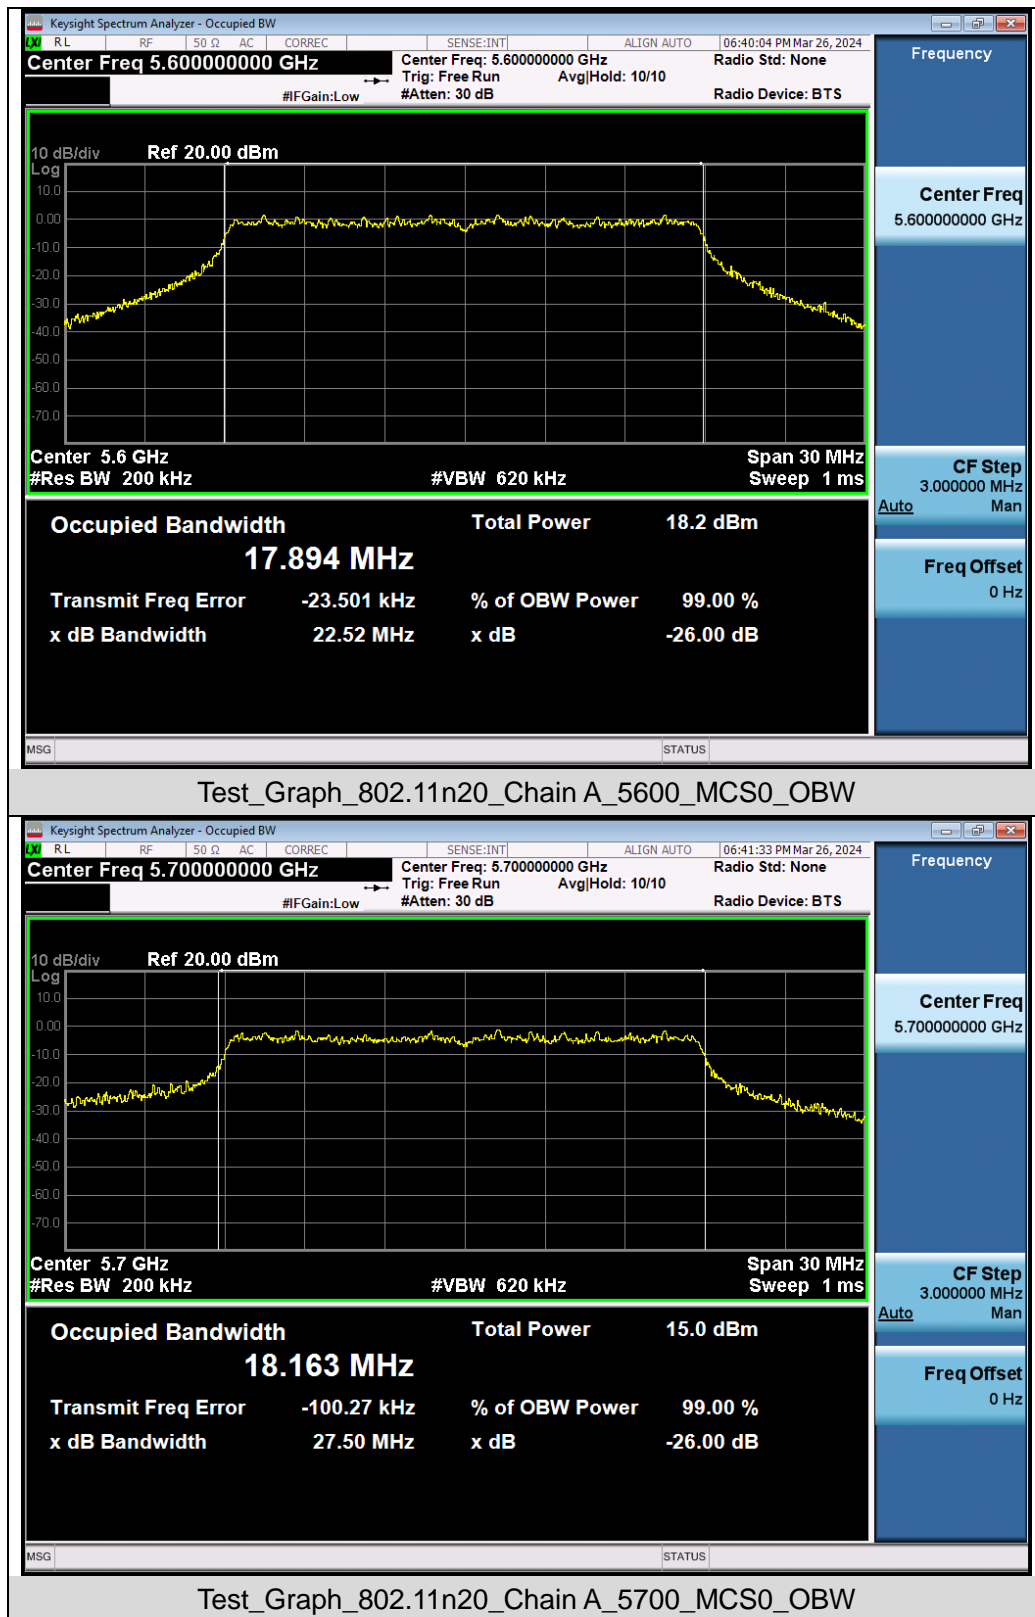 Keysight Spectrum Analyzer - Occupied BW
LXI RL RF 50 Ω AC CORREC SENSE:INT ALIGN AUTO 06:40:04 PM Mar 26, 2024
Center Freq 5.600000000 GHz
Center Freq: 5.600000000 GHz
Radio Std: None
Trig: Free Run Avg|Hold: 10/10
#IFGain:Low #Atten: 30 dB Radio Device: BTS
Frequency
10 dB/div Ref 20.00 dBm
Log
10.0
0.00
-10.0
-20.0
-30.0
-40.0
-50.0
-60.0
-70.0
Center Freq
5.600000000 GHz
Center 5.6 GHz Span 30 MHz
#Res BW 200 kHz #VBW 620 kHz Sweep 1 ms
CF Step
3.000000 MHz
Auto Man
Occupied Bandwidth Total Power 18.2 dBm
17.894 MHz
Freq Offset
0 Hz
Transmit Freq Error -23.501 kHz % of OBW Power 99.00 %
x dB Bandwidth 22.52 MHz x dB -26.00 dB
MSG STATUS
Test_Graph_802.11n20_Chain A_5600_MCS0_OBW
Keysight Spectrum Analyzer - Occupied BW
LXI RL RF 50 Ω AC CORREC SENSE:INT ALIGN AUTO 06:41:33 PM Mar 26, 2024
Center Freq 5.700000000 GHz
Center Freq: 5.700000000 GHz
Radio Std: None
Trig: Free Run Avg|Hold: 10/10
#IFGain:Low #Atten: 30 dB Radio Device: BTS
Frequency
10 dB/div Ref 20.00 dBm
Log
10.0
0.00
-10.0
-20.0
-30.0
-40.0
-50.0
-60.0
-70.0
Center Freq
5.700000000 GHz
Center 5.7 GHz Span 30 MHz
#Res BW 200 kHz #VBW 620 kHz Sweep 1 ms
CF Step
3.000000 MHz
Auto Man
Occupied Bandwidth Total Power 15.0 dBm
18.163 MHz
Freq Offset
0 Hz
Transmit Freq Error -100.27 kHz % of OBW Power 99.00 %
x dB Bandwidth 27.50 MHz x dB -26.00 dB
MSG STATUS
Test_Graph_802.11n20_Chain A_5700_MCS0_OBW